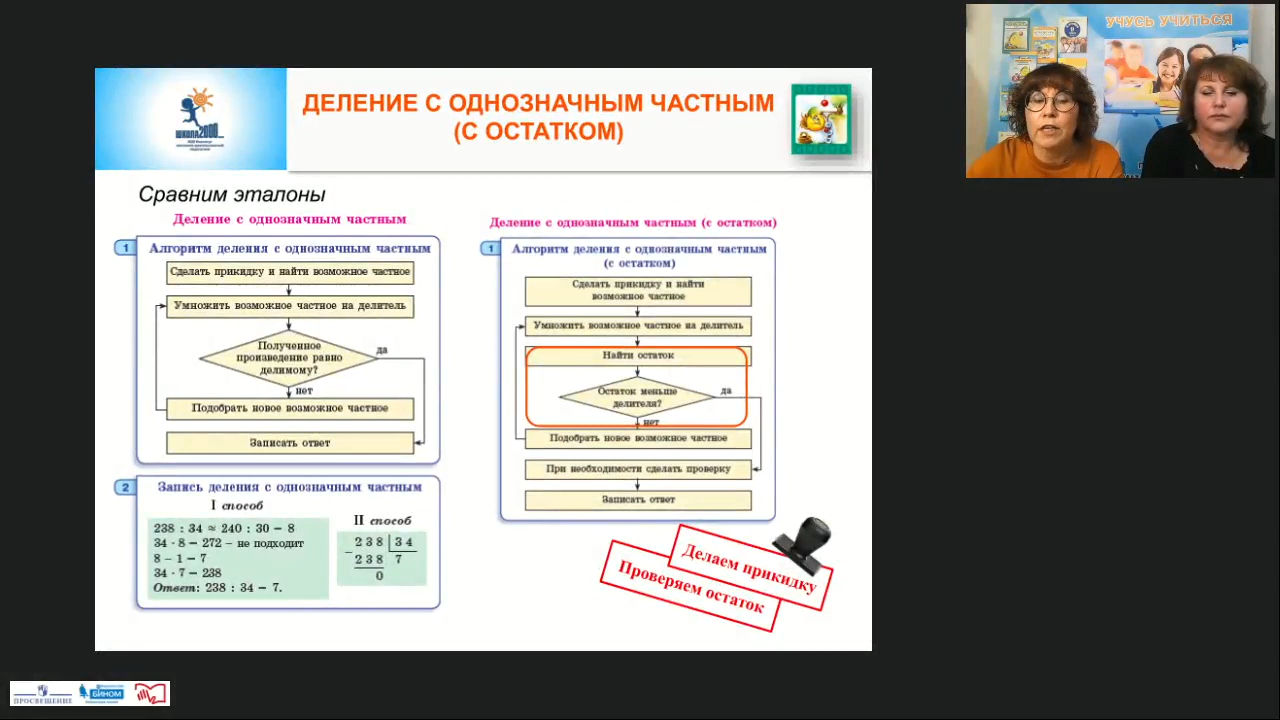 УЧУСЬ УЧИТЬСЯ
ДЕЛЕНИЕ С ОДНОЗНАЧНЫМ ЧАСТНЫМ
(С ОСТАТКОМ)
ШКОЛА 2000...
Сравним эталоны
Деление с однозначным частным
1
Алгоритм деления с однозначным частным
Сделать прикидку и найти возможное частное
Умножить возможное частное на делитель
Полученное
произведение равно
делимому?
да
нет
Подобрать новое возможное частное
Записать ответ
2
Запись деления с однозначным частным
I способ
238 : 34 ≈ 240 : 30 = 8
34 · 8 = 272 – не подходит
8 – 1 = 7
34 · 7 = 238
Ответ: 238 : 34 = 7.
II способ
238 34
– 238 7
0
Деление с однозначным частным (с остатком)
1
Алгоритм деления с однозначным частным
(с остатком)
Сделать прикидку и найти
возможное частное
Умножить возможное частное на делитель
Найти остаток
Остаток меньше
делителя?
да
нет
Подобрать новое возможное частное
При необходимости сделать проверку
Записать ответ
Делаем прикидку
Проверяем остаток
ПРОСВЕЩЕНИЕ
БИНОМ